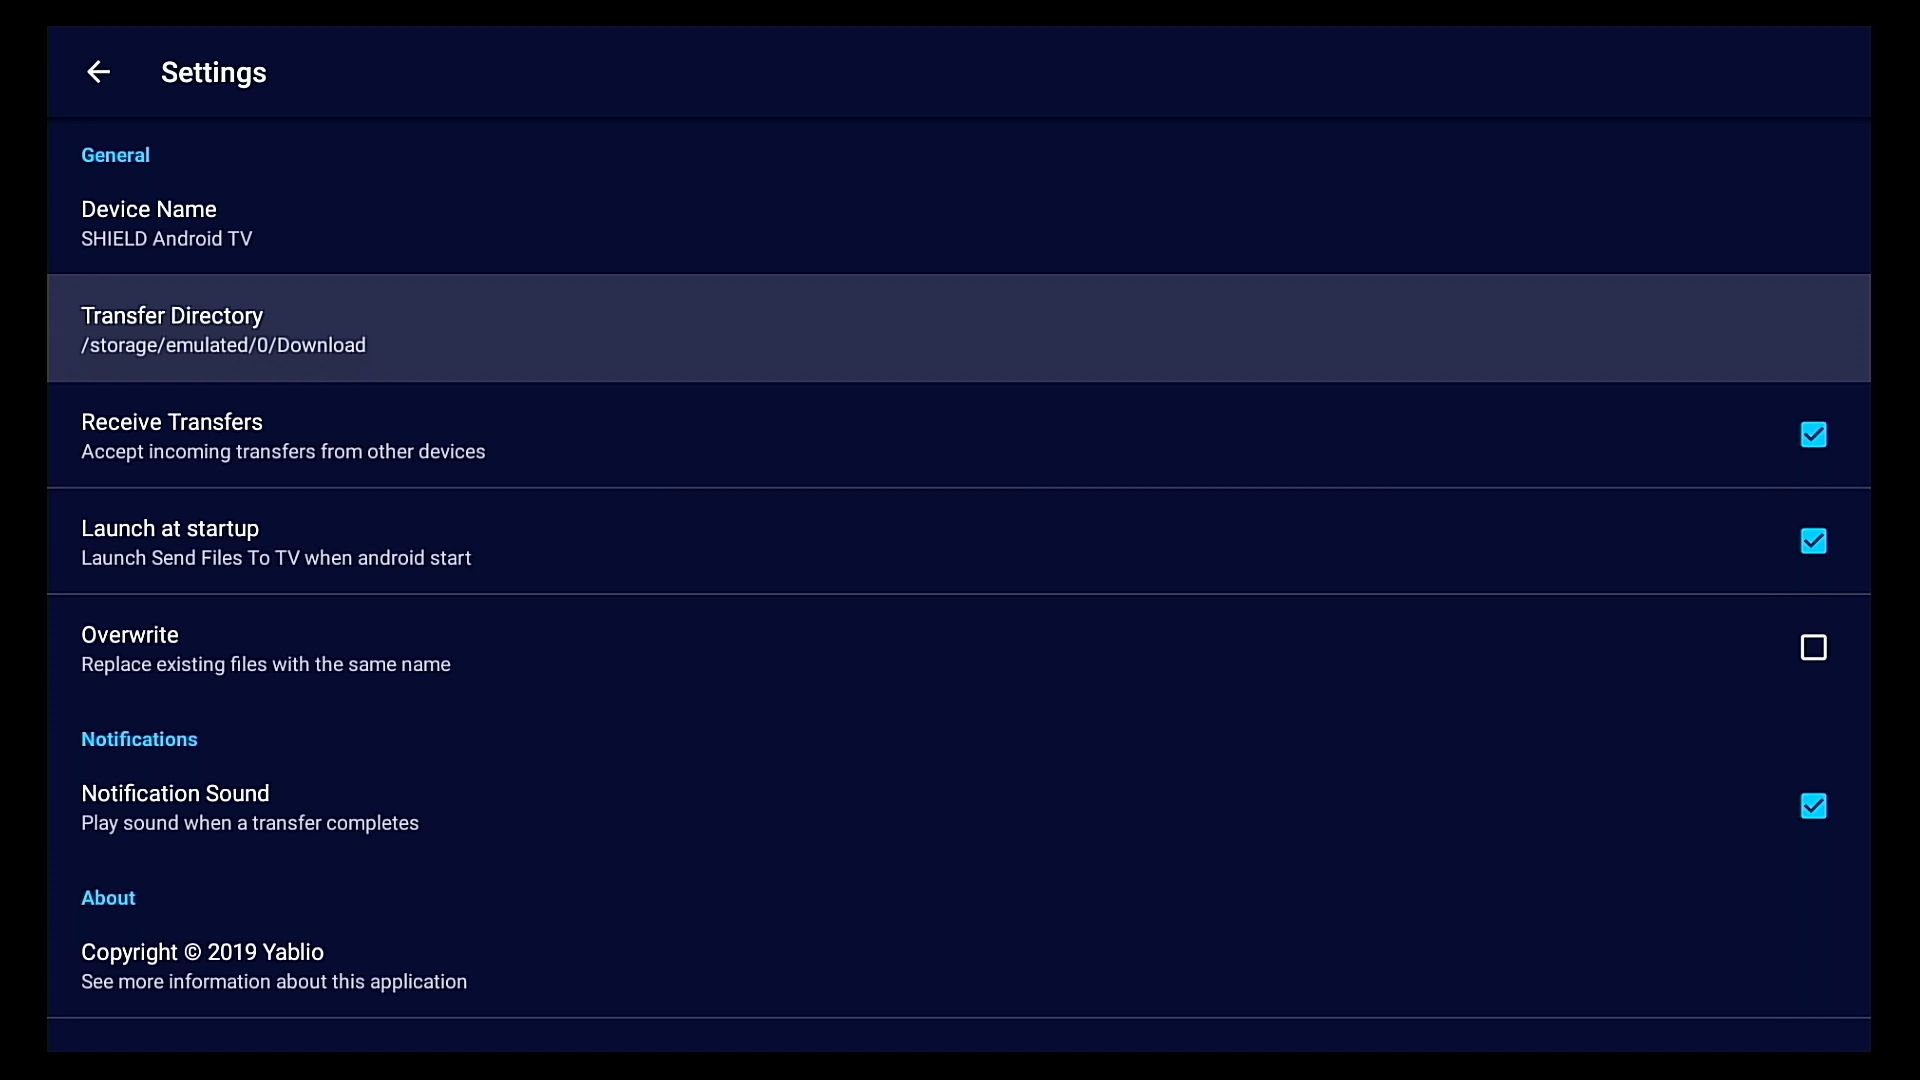 Settings
General
Device Name
SHIELD Android TV
Transfer Directory
/storage/emulated/0/Download
Receive Transfers
Accept incoming transfers from other devices
Launch at startup
Launch Send Files To TV when android start
Overwrite
Replace existing files with the same name
Notifications
Notification Sound
Play sound when a transfer completes
About
Copyright © 2019 Yablio
See more information about this application